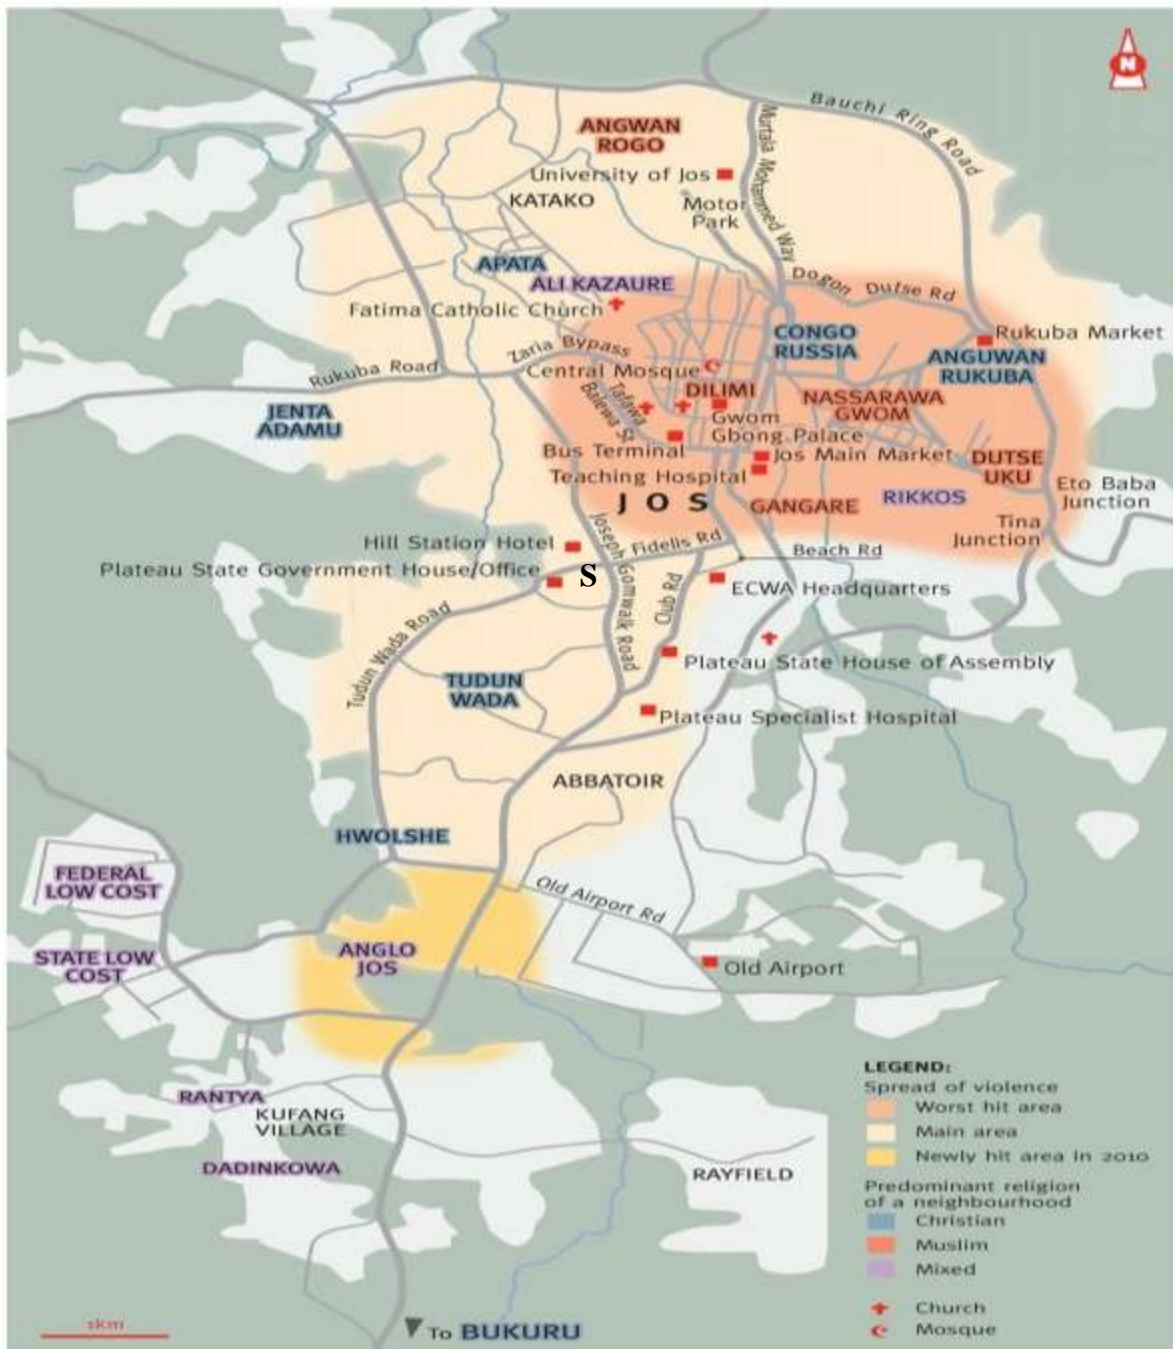 N
Bauchi Ring Road
Murtala Mohammed Way
ANGWAN
ROGO
University of Jos
KATAKO
Motor
Park
APATA
ALI KAZAURE
Dogon Dutse Rd
Fatima Catholic Church
CONGO
RUSSIA
Rukuba Market
ANGUWAN
RUKUBA
Zaria Bypass
Rukuba Road
Central Mosque
DILIMI
NASSARAWA
GWOM
Tafawa
Balewa St
JENTA
ADAMU
Gwom
Gbong Palace
Bus Terminal
Jos Main Market
DUTSE
UKU
Teaching Hospital
Eto Baba
Junction
JOS
GANGARE
RIKKOS
Tina
Junction
Hill Station Hotel
Joseph Gomwalk Road
Fidelis Rd
Beach Rd
Plateau State Government House/Office
S
Club Rd
ECWA Headquarters
Tudun Wada Road
Plateau State House of Assembly
TUDUN
WADA
Plateau Specialist Hospital
ABBATOIR
HWOLSHE
FEDERAL
LOW COST
Old Airport Rd
STATE LOW
COST
ANGLO
JOS
Old Airport
RANTYA
KUFANG
VILLAGE
DADINKOWA
RAYFIELD
LEGEND:
Spread of violence
Worst hit area
Main area
Newly hit area in 2010
Predominant religion
of a neighbourhood
Christian
Muslim
Mixed
Church
Mosque
To BUKURU